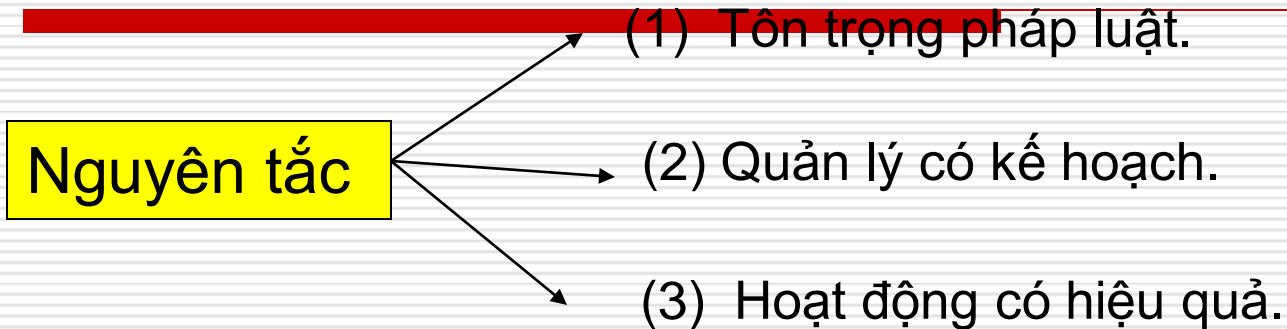 (1) Tôn trọng pháp luật.
Nguyên tắc
(2) Quản lý có kế hoạch.
(3) Hoạt động có hiệu quả.